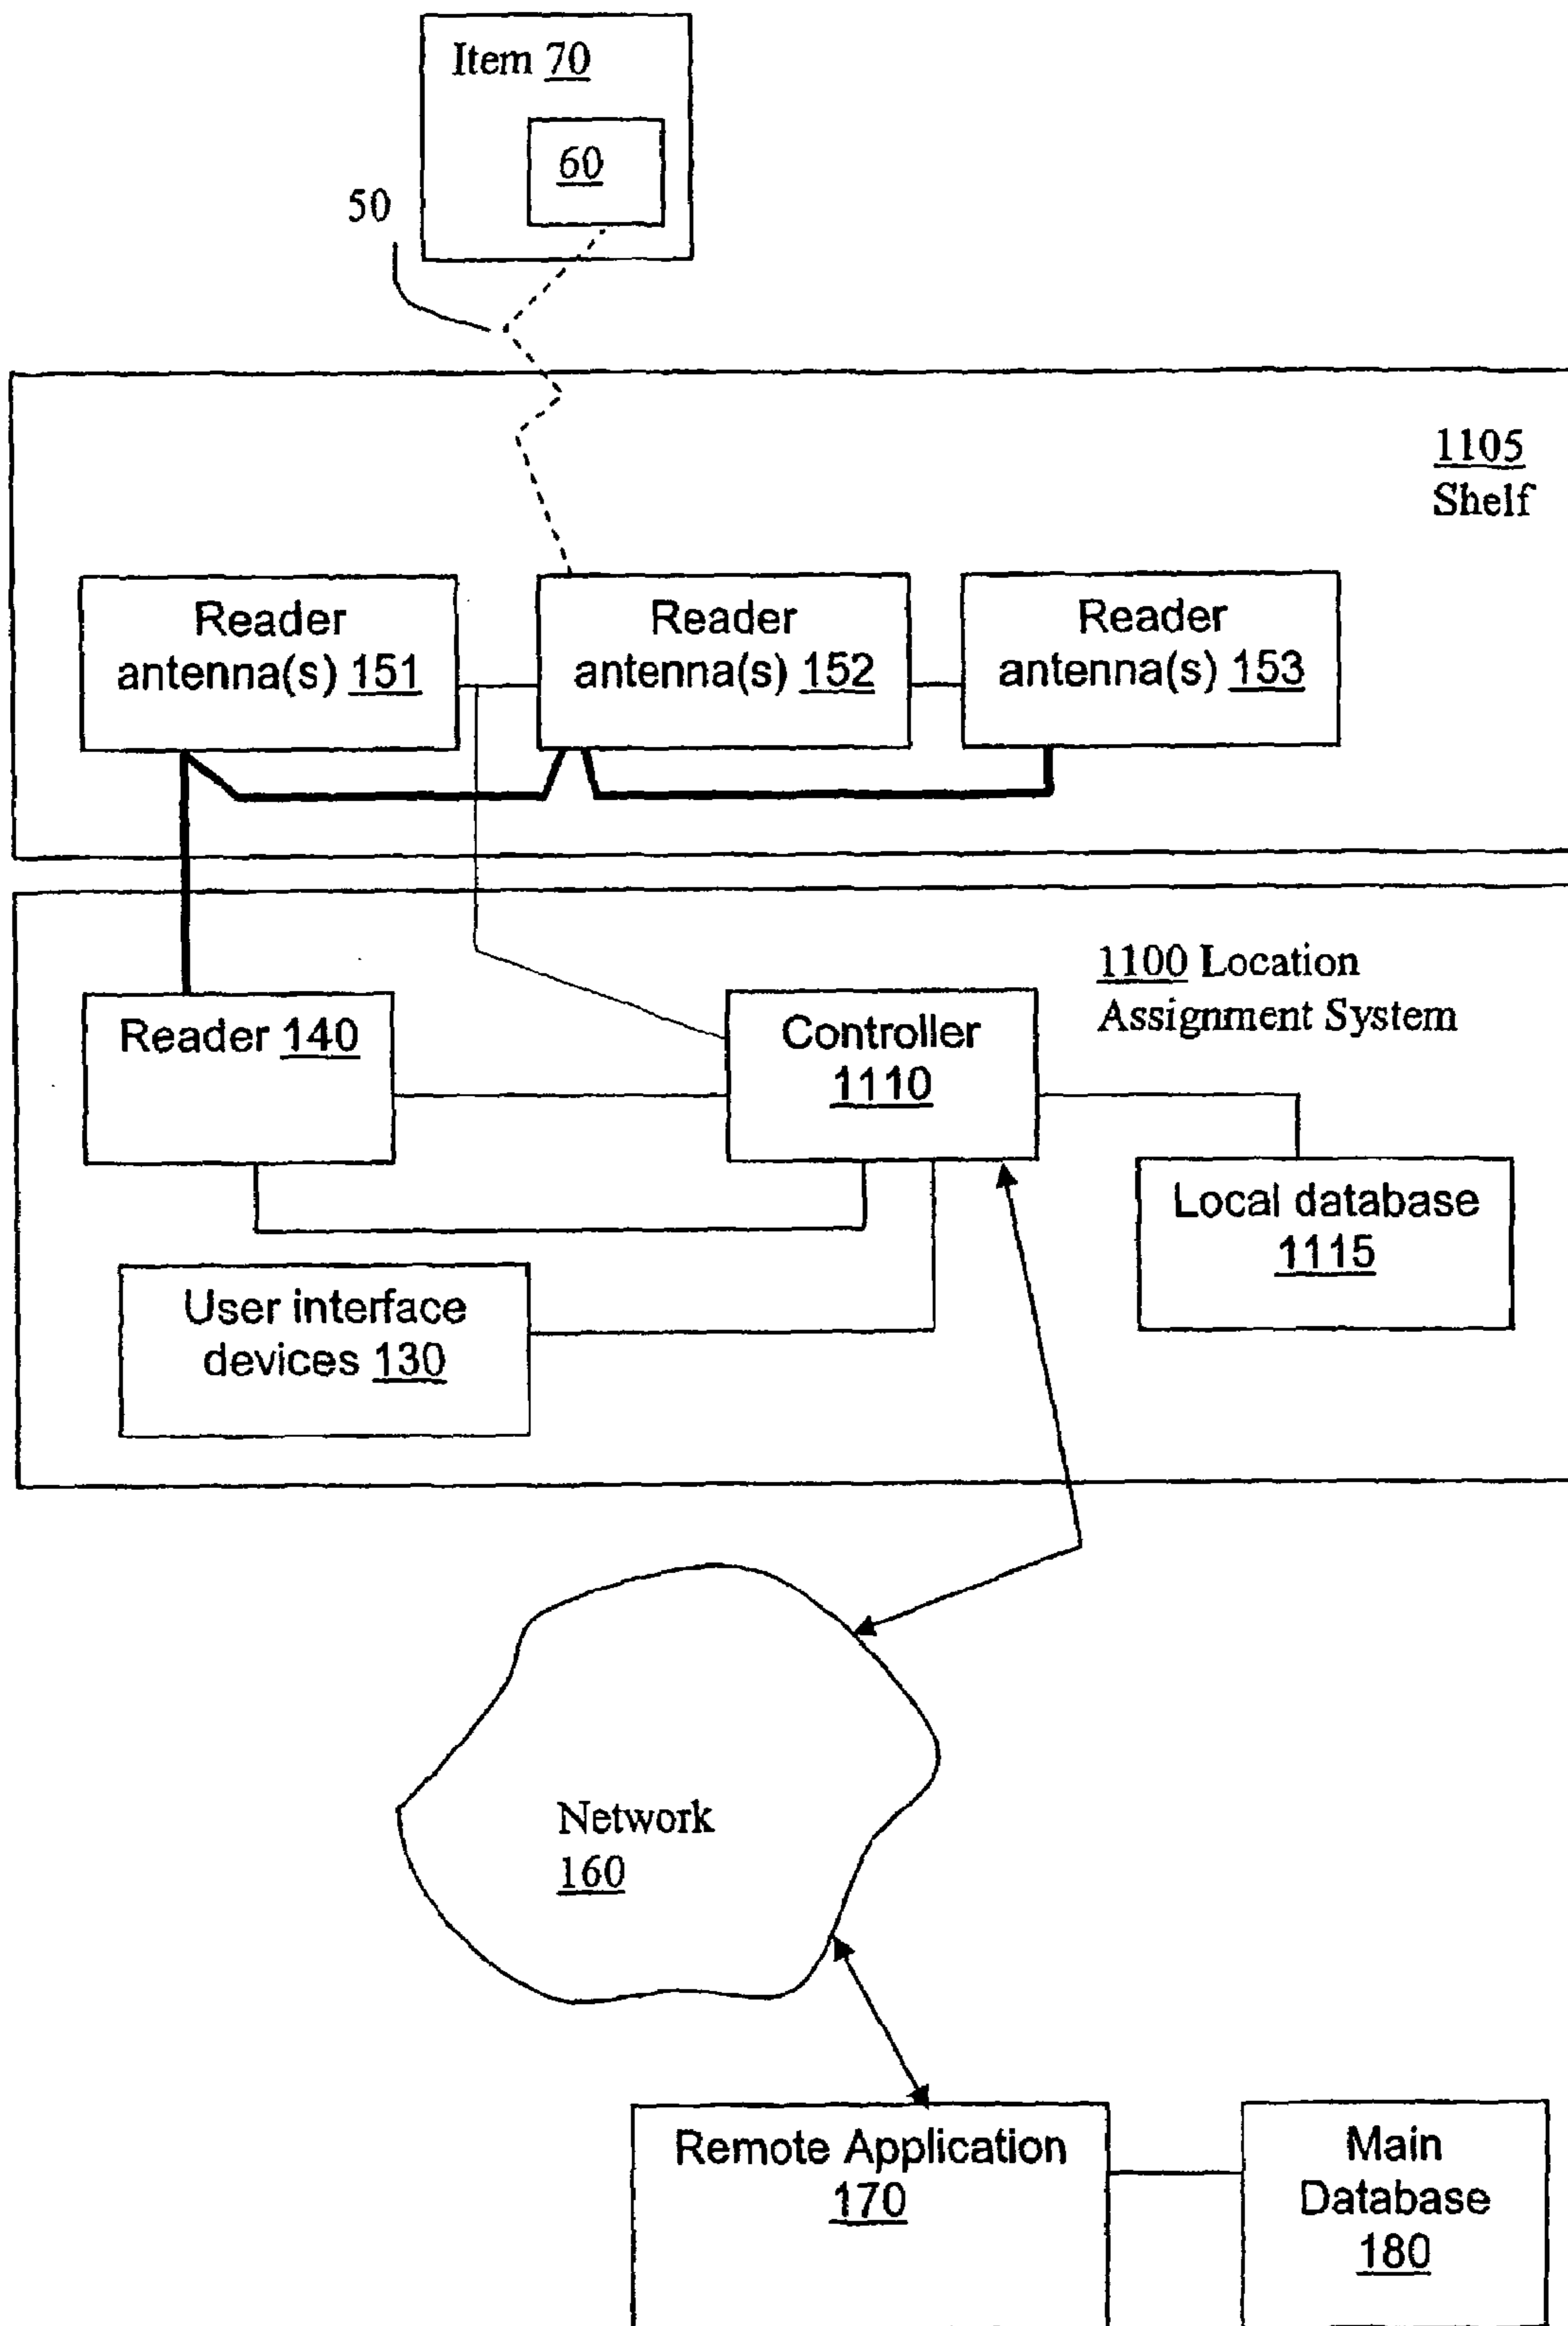 Item 70
60
50
1105
Shelf
Reader
antenna(s) 151
Reader
antenna(s) 152
Reader
antenna(s) 153
1100 Location
Assignment System
Reader 140
Controller
1110
Local database
1115
User interface
devices 130
Network
160
Remote Application
170
Main
Database
180